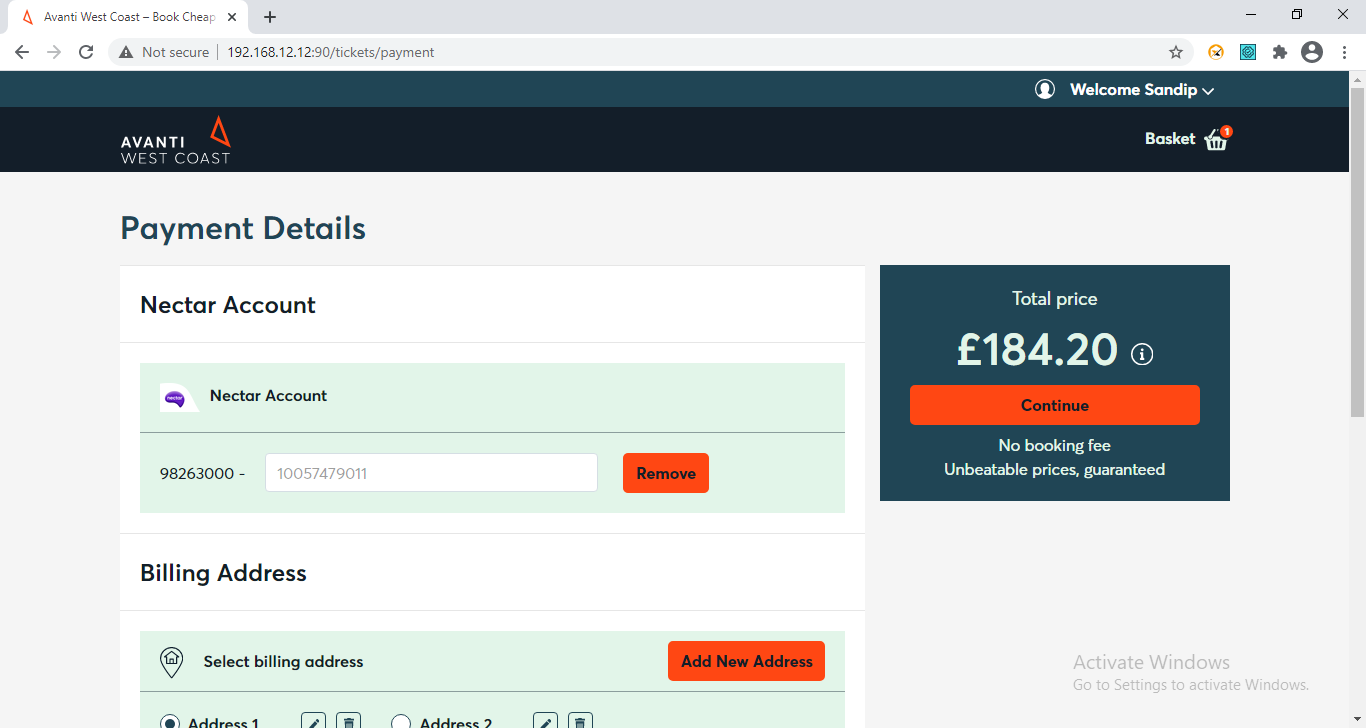 Avanti West Coast – Book Cheap
Not secure
192.168.12.12:90/tickets/payment
Welcome Sandip
AVANTI
WEST COAST
Basket
1
Payment Details
Nectar Account
Total price
£184.20
Continue
No booking fee
Unbeatable prices, guaranteed
nectar
Nectar Account
98263000 -
10057479011
Remove
Billing Address
Select billing address
Add New Address
Address 1
Address 2
Activate Windows
Go to Settings to activate Windows.